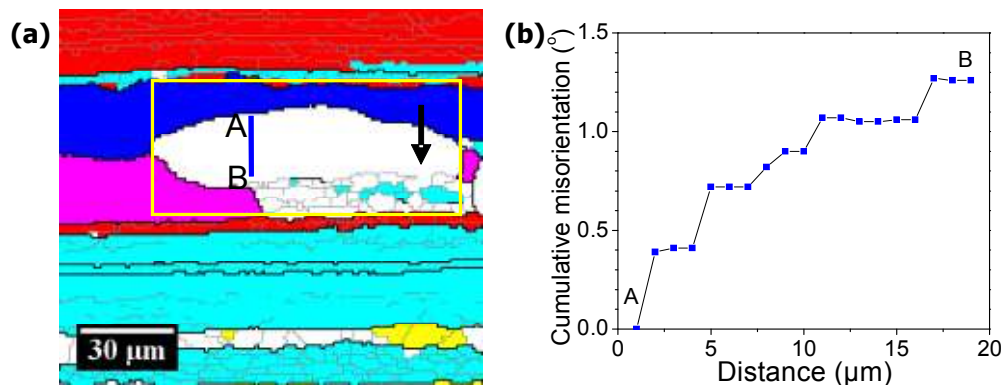 (a)
A
B
30 μm
(b)
Cumulative misorientation (°)
1.5
1.0
0.5
0.0
A
B
0 5 10 15 20
Distance (μm)